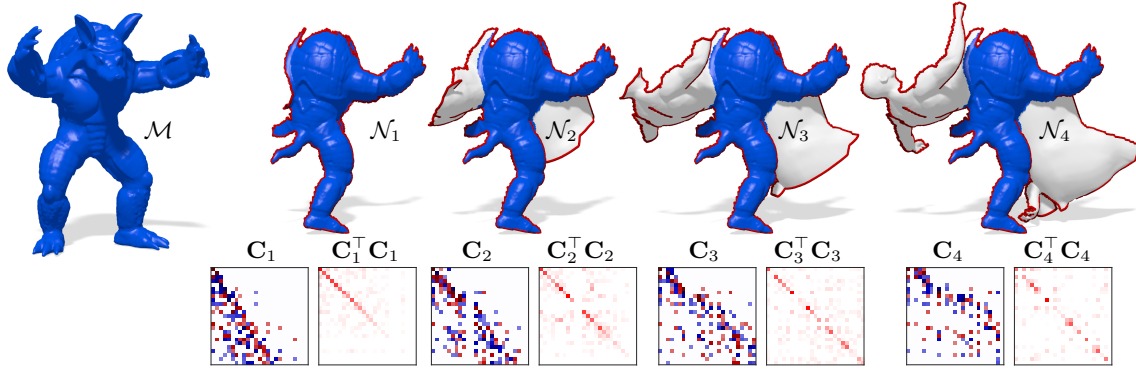 ℳ
𝒩₁
𝒩₂
𝒩₃
𝒩₄
C₁
C₁⊤C₁
C₂
C₂⊤C₂
C₃
C₃⊤C₃
C₄
C₄⊤C₄